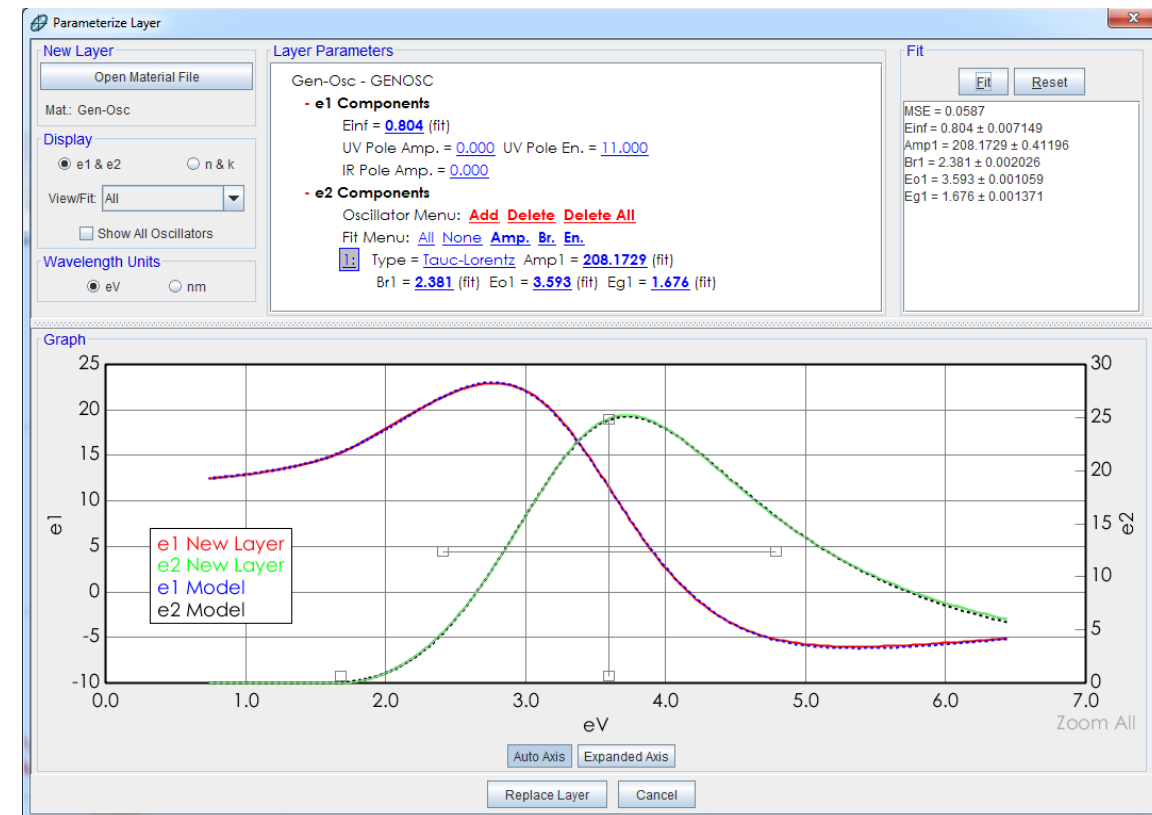 Parameterize Layer
x
New Layer
Open Material File
Mat.: Gen-Osc
Display
e1 & e2
n & k
View/Fit: All
Show All Oscillators
Wavelength Units
eV
nm
Layer Parameters
Gen-Osc - GENOSC
- e1 Components
Einf = 0.804 (fit)
UV Pole Amp. = 0.000 UV Pole En. = 11.000
IR Pole Amp. = 0.000
- e2 Components
Oscillator Menu: Add Delete Delete All
Fit Menu: All None Amp. Br. En.
1: Type = Tauc-Lorentz Amp1 = 208.1729 (fit)
Br1 = 2.381 (fit) Eo1 = 3.593 (fit) Eg1 = 1.676 (fit)
Fit
Fit
Reset
MSE = 0.0587
Einf = 0.804 ± 0.007149
Amp1 = 208.1729 ± 0.41196
Br1 = 2.381 ± 0.002026
Eo1 = 3.593 ± 0.001059
Eg1 = 1.676 ± 0.001371
Graph
25
20
15
10
5
0
-5
-10
e1
e1 New Layer
e2 New Layer
e1 Model
e2 Model
30
25
20
15
10
5
0
e2
0.0 1.0 2.0 3.0 4.0 5.0 6.0 7.0
eV
Zoom All
Auto Axis
Expanded Axis
Replace Layer
Cancel